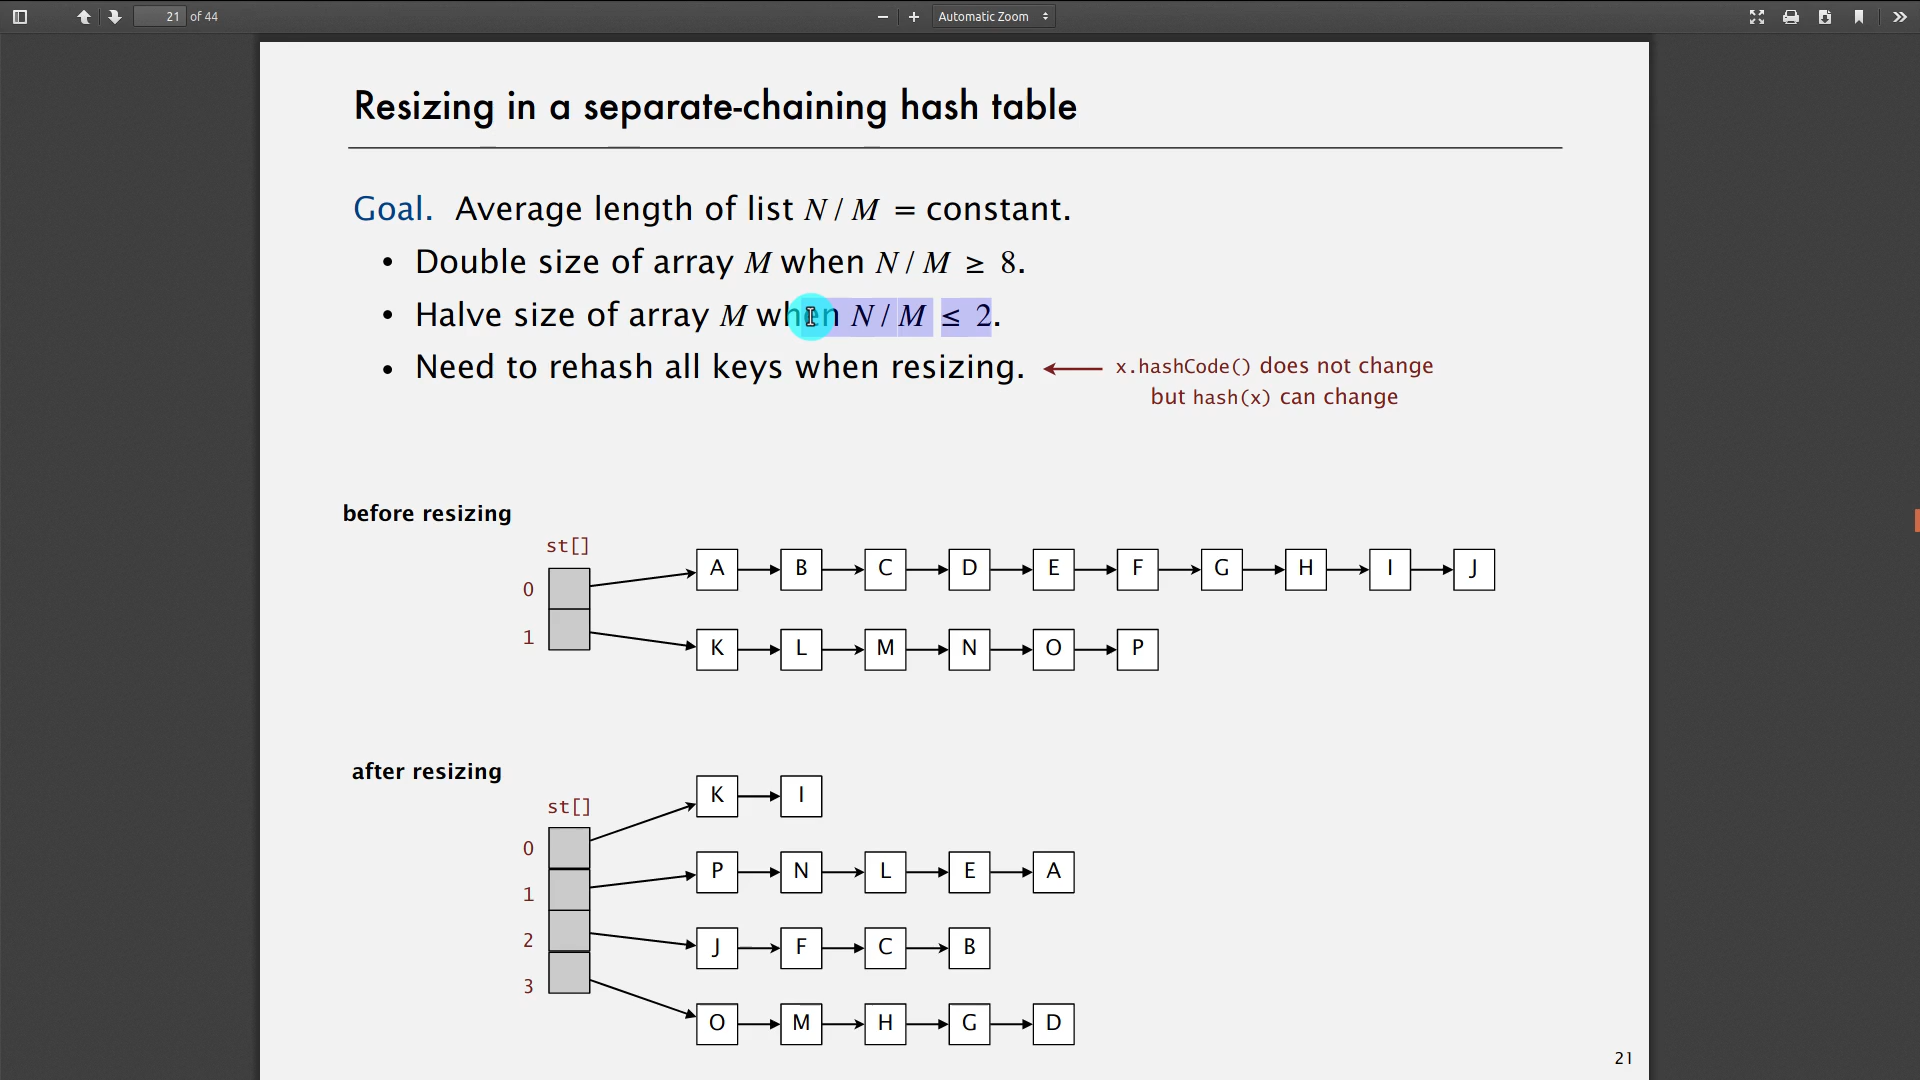 21 of 44
Automatic Zoom
Resizing in a separate-chaining hash table
Goal. Average length of list N / M = constant.
• Double size of array M when N / M ≥ 8.
• Halve size of array M when N / M ≤ 2.
• Need to rehash all keys when resizing.
x.hashCode() does not change
but hash(x) can change
before resizing
st[]
0
A B C D E F G H I J
1
K L M N O P
after resizing
st[]
K I
0
P N L E A
1
2
J F C B
3
O M H G D
21